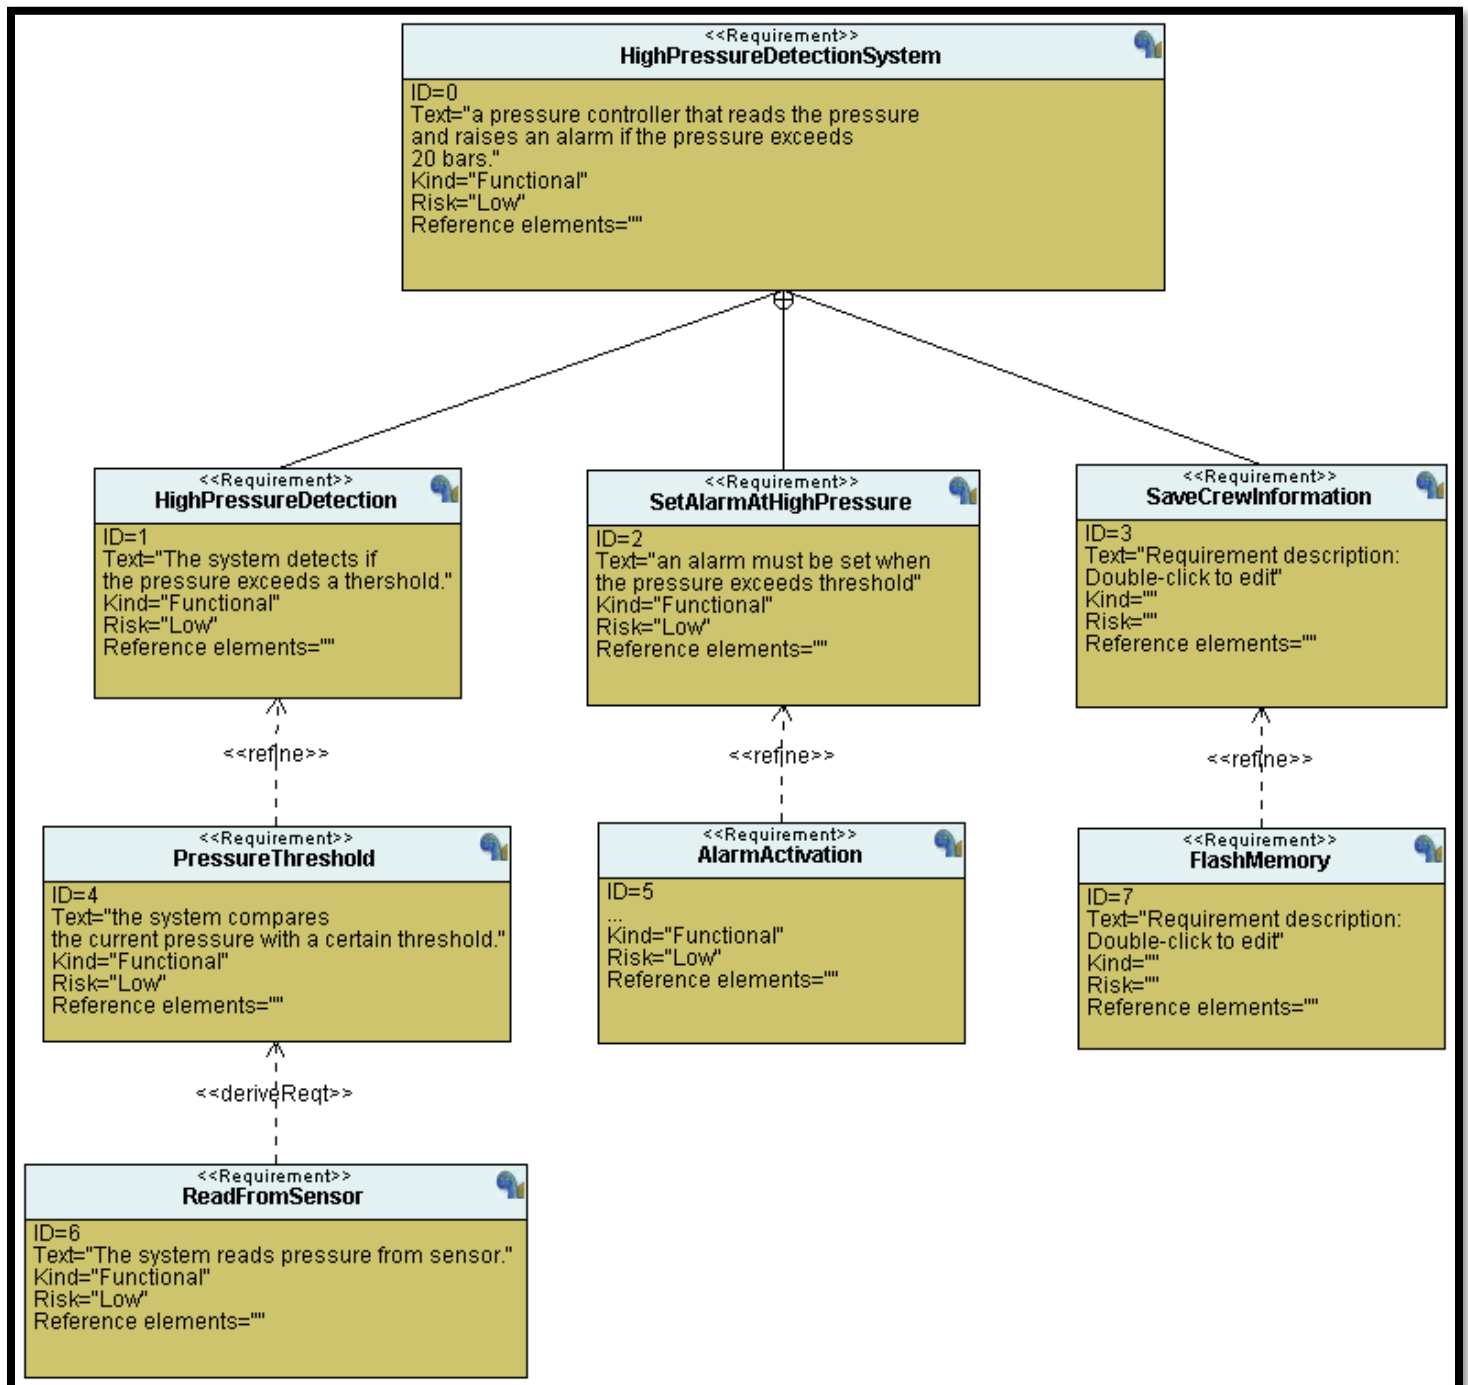 <<Requirement>>
HighPressureDetectionSystem
ID=0
Text="a pressure controller that reads the pressure
and raises an alarm if the pressure exceeds
20 bars."
Kind="Functional"
Risk="Low"
Reference elements=""
<<Requirement>>
HighPressureDetection
ID=1
Text="The system detects if
the pressure exceeds a thershold."
Kind="Functional"
Risk="Low"
Reference elements=""
<<Requirement>>
SetAlarmAtHighPressure
ID=2
Text="an alarm must be set when
the pressure exceeds threshold"
Kind="Functional"
Risk="Low"
Reference elements=""
<<Requirement>>
SaveCrewInformation
ID=3
Text="Requirement description:
Double-click to edit"
Kind=""
Risk=""
Reference elements=""
<<refine>>
<<refine>>
<<refine>>
<<Requirement>>
PressureThreshold
ID=4
Text="the system compares
the current pressure with a certain threshold."
Kind="Functional"
Risk="Low"
Reference elements=""
<<Requirement>>
AlarmActivation
ID=5
...
Kind="Functional"
Risk="Low"
Reference elements=""
<<Requirement>>
FlashMemory
ID=7
Text="Requirement description:
Double-click to edit"
Kind=""
Risk=""
Reference elements=""
<<deriveReqt>>
<<Requirement>>
ReadFromSensor
ID=6
Text="The system reads pressure from sensor."
Kind="Functional"
Risk="Low"
Reference elements=""